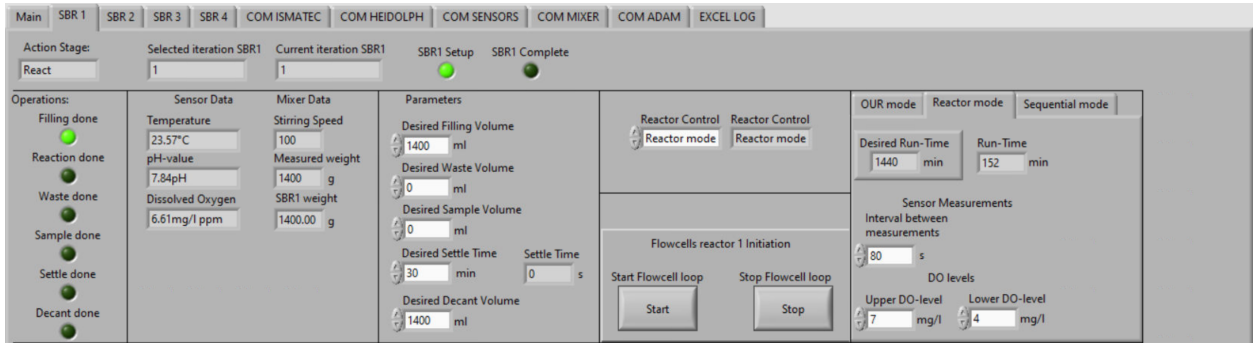 Main SBR 1 SBR 2 SBR 3 SBR 4 COM ISMATEC COM HEIDOLPH COM SENSORS COM MIXER COM ADAM EXCEL LOG
Action Stage: Selected iteration SBR1 Current iteration SBR1 SBR1 Setup SBR1 Complete
React 1 1
Operations:
Filling done
Reaction done
Waste done
Sample done
Settle done
Decant done
Sensor Data
Temperature
23.57°C
pH-value
7.84pH
Dissolved Oxygen
6.61mg/l ppm
Mixer Data
Stirring Speed
100
Measured weight
1400 g
SBR1 weight
1400.00 g
Parameters
Desired Filling Volume
1400 ml
Desired Waste Volume
0 ml
Desired Sample Volume
0 ml
Desired Settle Time Settle Time
30 min 0 s
Desired Decant Volume
1400 ml
Reactor Control Reactor Control
Reactor mode Reactor mode
Flowcells reactor 1 Initiation
Start Flowcell loop Stop Flowcell loop
Start Stop
OUR mode Reactor mode Sequential mode
Desired Run-Time Run-Time
1440 min 152 min
Sensor Measurements
Interval between
measurements
80 s
DO levels
Upper DO-level Lower DO-level
7 mg/l 4 mg/l